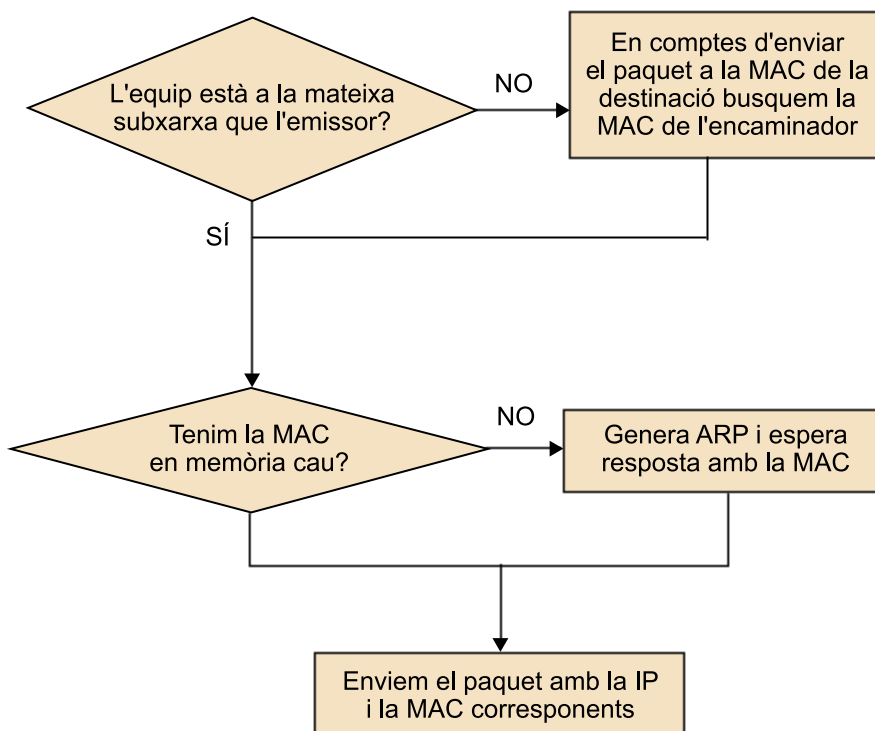 L'equip està a la mateixa
subxarxa que l'emissor?
NO
En comptes d'enviar
el paquet a la MAC de la
destinació busquem la
MAC de l'encaminador
SÍ
Tenim la MAC
en memòria cau?
NO
Genera ARP i espera
resposta amb la MAC
Enviem el paquet amb la IP
i la MAC corresponents